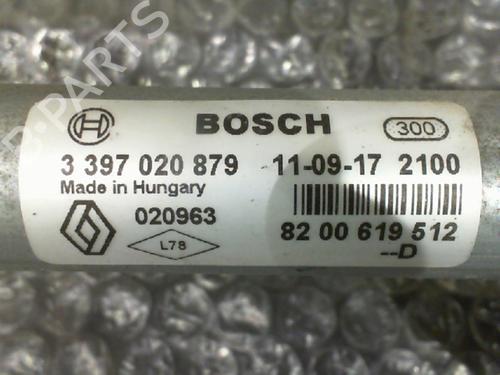 B-PARTS
BOSCH
300
3 397 020 879 11-09-17 2100
Made in Hungary
020963
L78
82 00 619 512
--D